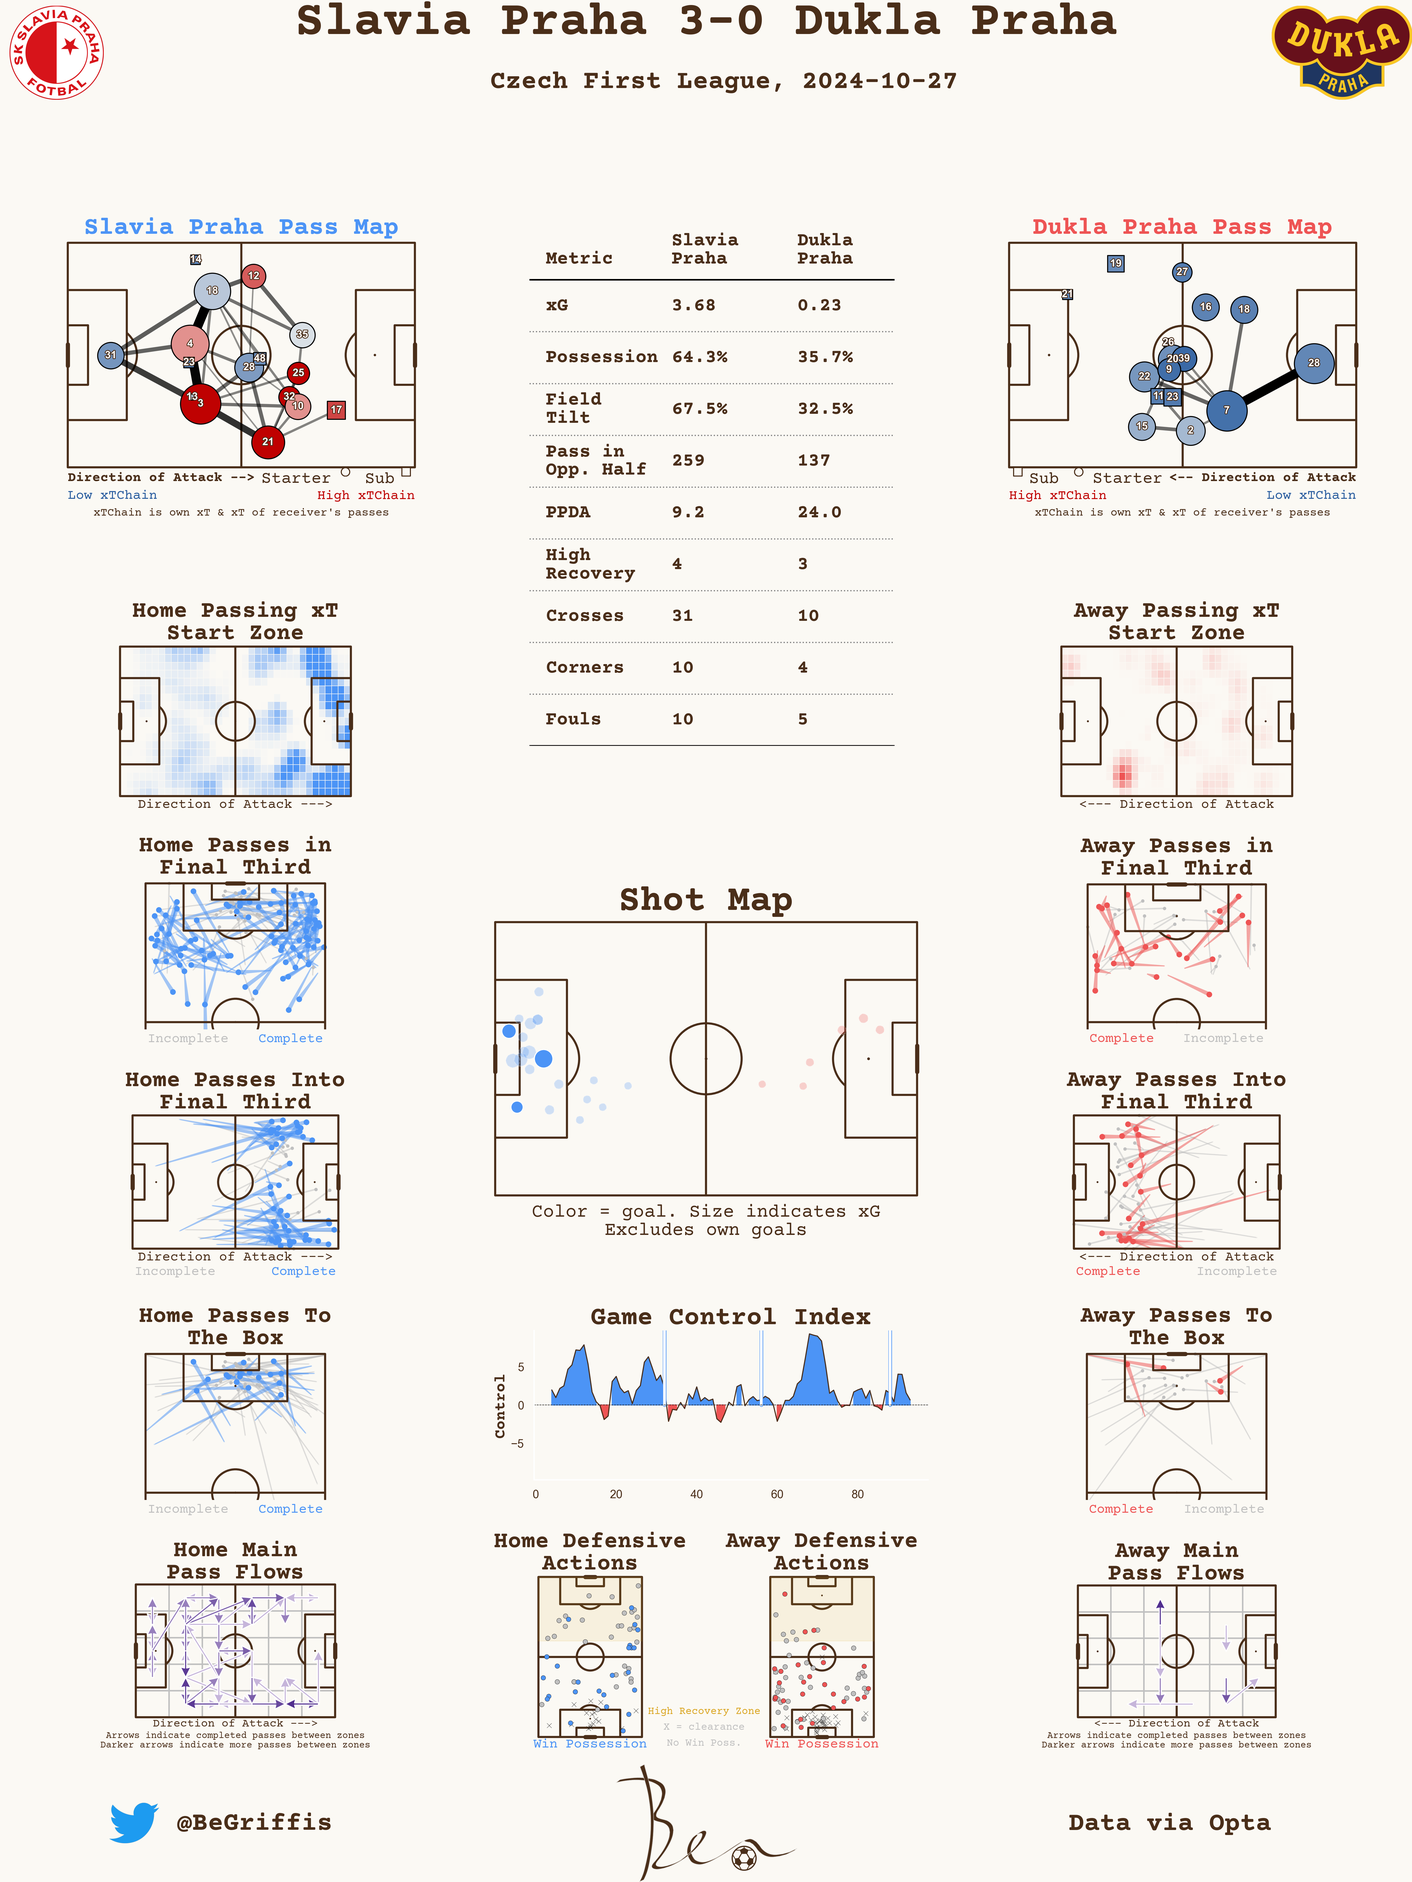 Slavia Praha 3-0 Dukla Praha
Czech First League, 2024-10-27
SK SLAVIA PRAHA
FOTBAL
DUKLA
PRAHA
Slavia Praha Pass Map
14
12
18
35
4
31
23
48
28
25
13
3
32
10
17
21
Direction of Attack --> Starter Sub
Low xTChain High xTChain
xTChain is own xT & xT of receiver's passes
Metric Slavia Praha Dukla Praha
xG 3.68 0.23
Possession 64.3% 35.7%
Field Tilt 67.5% 32.5%
Pass in Opp. Half 259 137
PPDA 9.2 24.0
High Recovery 4 3
Crosses 31 10
Corners 10 4
Fouls 10 5
Dukla Praha Pass Map
19
27
21
16
18
26
20
39
9
28
22
11
23
7
15
2
Sub Starter <-- Direction of Attack
High xTChain Low xTChain
xTChain is own xT & xT of receiver's passes
Home Passing xT
Start Zone
Direction of Attack --->
Away Passing xT
Start Zone
<--- Direction of Attack
Home Passes in
Final Third
Incomplete Complete
Away Passes in
Final Third
Complete Incomplete
Shot Map
Color = goal. Size indicates xG
Excludes own goals
Home Passes Into
Final Third
Direction of Attack --->
Incomplete Complete
Away Passes Into
Final Third
<--- Direction of Attack
Complete Incomplete
Home Passes To
The Box
Incomplete Complete
Game Control Index
Control
5
0
−5
0 20 40 60 80
Away Passes To
The Box
Complete Incomplete
Home Main
Pass Flows
Direction of Attack --->
Arrows indicate completed passes between zones
Darker arrows indicate more passes between zones
Home Defensive
Actions
Win Possession
High Recovery Zone
X = clearance
No Win Poss.
Away Defensive
Actions
Win Possession
Away Main
Pass Flows
<--- Direction of Attack
Arrows indicate completed passes between zones
Darker arrows indicate more passes between zones
@BeGriffis
Ben
Data via Opta